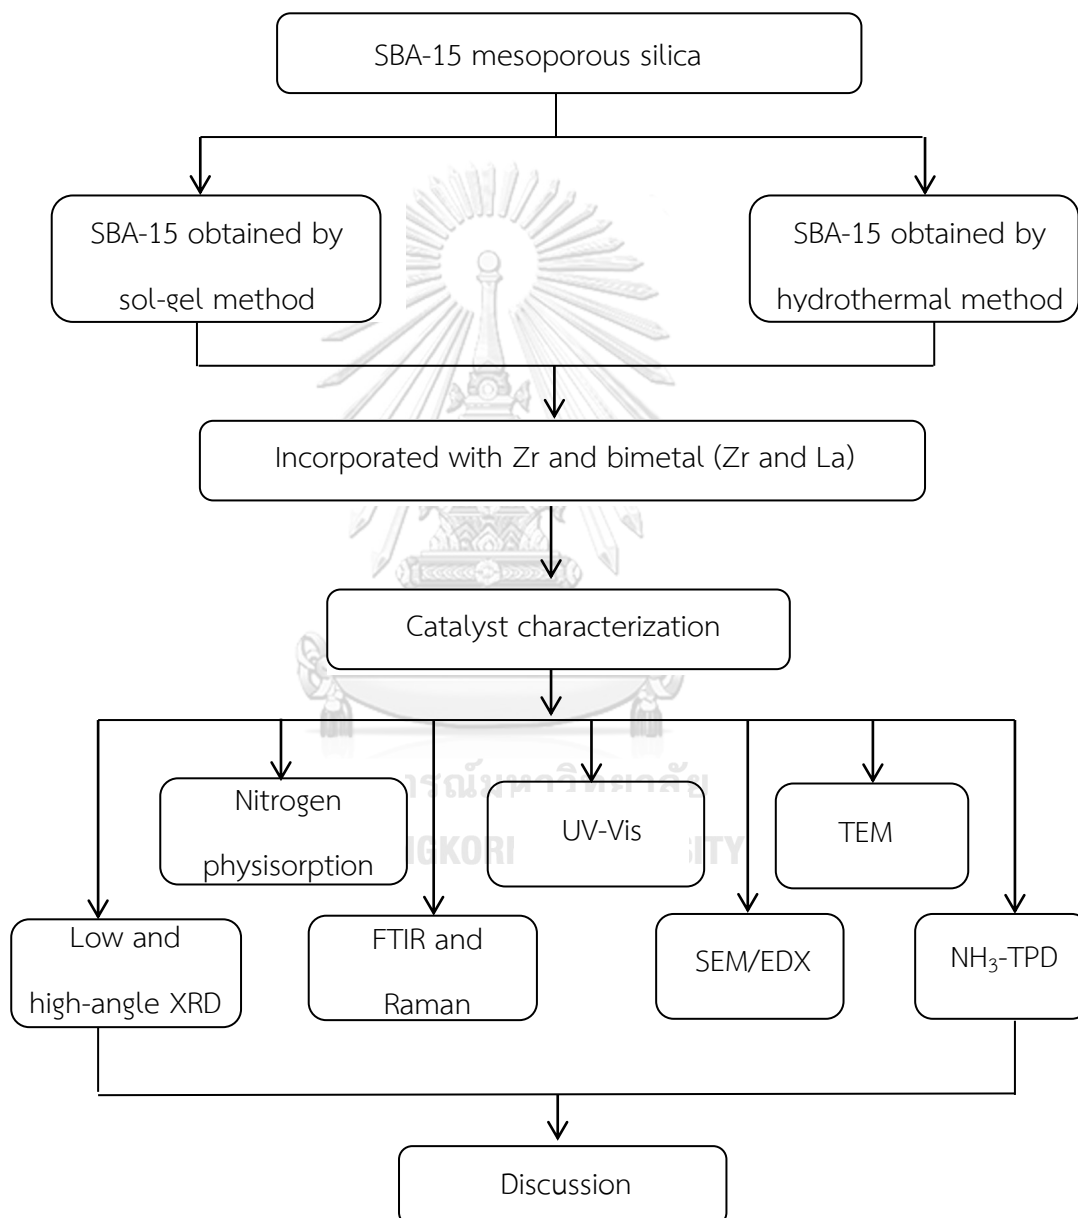 SBA-15 mesoporous silica
SBA-15 obtained by
sol-gel method
SBA-15 obtained by
hydrothermal method
Incorporated with Zr and bimetal (Zr and La)
Catalyst characterization
Nitrogen
physisorption
UV-Vis
TEM
Low and
high-angle XRD
FTIR and
Raman
SEM/EDX
NH₃-TPD
Discussion